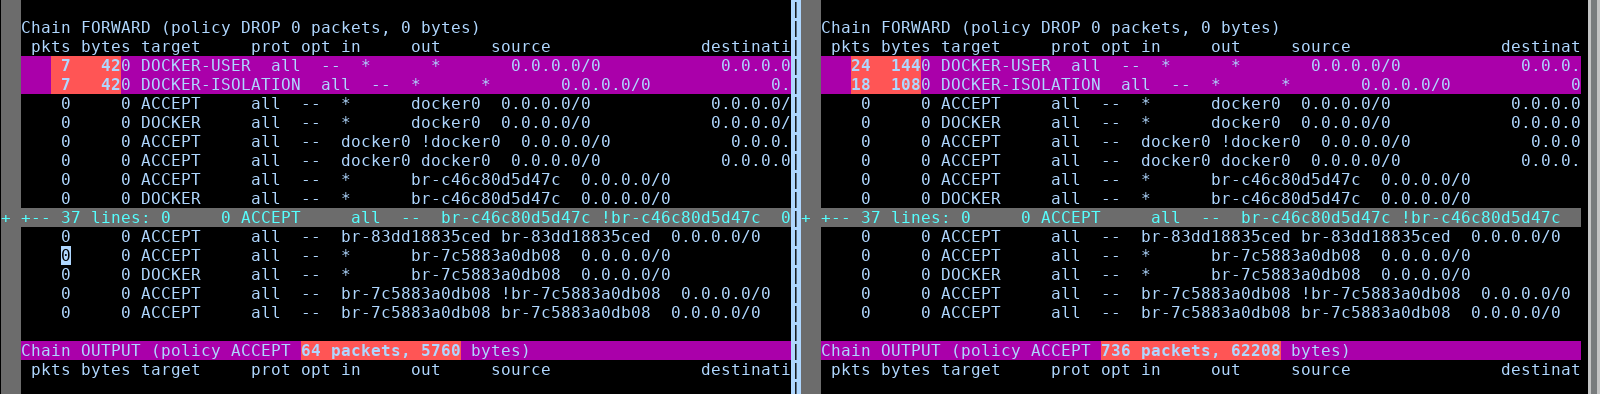 Chain FORWARD (policy DROP 0 packets, 0 bytes)
 pkts bytes target     prot opt in     out     source               destinati
    7   420 DOCKER-USER  all  --  *      *       0.0.0.0/0            0.0.0.0
    7   420 DOCKER-ISOLATION  all  --  *      *       0.0.0.0/0            0.
    0     0 ACCEPT     all  --  *      docker0  0.0.0.0/0            0.0.0.0/
    0     0 DOCKER     all  --  *      docker0  0.0.0.0/0            0.0.0.0/
    0     0 ACCEPT     all  --  docker0 !docker0  0.0.0.0/0            0.0.0.
    0     0 ACCEPT     all  --  docker0 docker0  0.0.0.0/0            0.0.0.0
    0     0 ACCEPT     all  --  *      br-c46c80d5d47c  0.0.0.0/0
    0     0 DOCKER     all  --  *      br-c46c80d5d47c  0.0.0.0/0
+ +-- 37 lines: 0     0 ACCEPT     all  --  br-c46c80d5d47c !br-c46c80d5d47c  0
    0     0 ACCEPT     all  --  br-83dd18835ced br-83dd18835ced  0.0.0.0/0
    0     0 ACCEPT     all  --  *      br-7c5883a0db08  0.0.0.0/0
    0     0 DOCKER     all  --  *      br-7c5883a0db08  0.0.0.0/0
    0     0 ACCEPT     all  --  br-7c5883a0db08 !br-7c5883a0db08  0.0.0.0/0
    0     0 ACCEPT     all  --  br-7c5883a0db08 br-7c5883a0db08  0.0.0.0/0
Chain OUTPUT (policy ACCEPT 64 packets, 5760 bytes)
 pkts bytes target     prot opt in     out     source               destinati
Chain FORWARD (policy DROP 0 packets, 0 bytes)
 pkts bytes target     prot opt in     out     source               destinat
   24  1440 DOCKER-USER  all  --  *      *       0.0.0.0/0            0.0.0.
   18  1080 DOCKER-ISOLATION  all  --  *      *       0.0.0.0/0            0
    0     0 ACCEPT     all  --  *      docker0  0.0.0.0/0            0.0.0.0
    0     0 DOCKER     all  --  *      docker0  0.0.0.0/0            0.0.0.0
    0     0 ACCEPT     all  --  docker0 !docker0  0.0.0.0/0            0.0.0
    0     0 ACCEPT     all  --  docker0 docker0  0.0.0.0/0            0.0.0.
    0     0 ACCEPT     all  --  *      br-c46c80d5d47c  0.0.0.0/0
    0     0 DOCKER     all  --  *      br-c46c80d5d47c  0.0.0.0/0
+ +-- 37 lines: 0     0 ACCEPT     all  --  br-c46c80d5d47c !br-c46c80d5d47c
    0     0 ACCEPT     all  --  br-83dd18835ced br-83dd18835ced  0.0.0.0/0
    0     0 ACCEPT     all  --  *      br-7c5883a0db08  0.0.0.0/0
    0     0 DOCKER     all  --  *      br-7c5883a0db08  0.0.0.0/0
    0     0 ACCEPT     all  --  br-7c5883a0db08 !br-7c5883a0db08  0.0.0.0/0
    0     0 ACCEPT     all  --  br-7c5883a0db08 br-7c5883a0db08  0.0.0.0/0
Chain OUTPUT (policy ACCEPT 736 packets, 62208 bytes)
 pkts bytes target     prot opt in     out     source               destinat